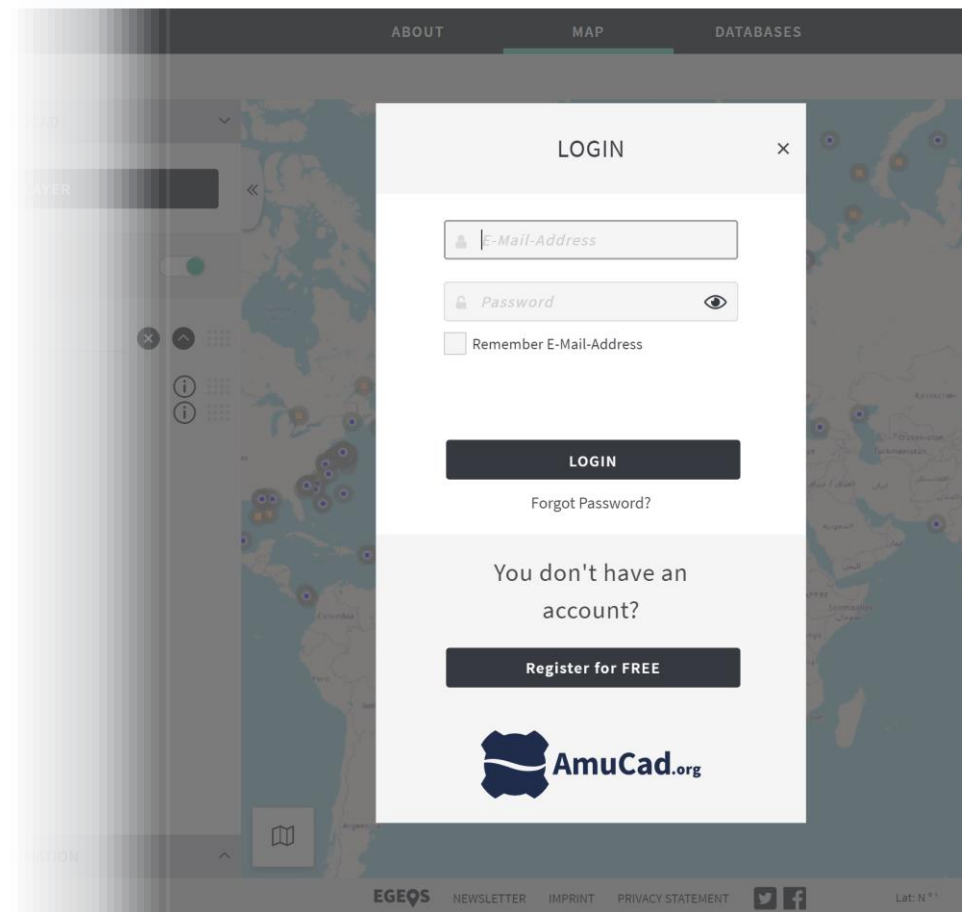 ABOUT MAP DATABASES
LOGIN ×
E-Mail-Address
Password
Remember E-Mail-Address
LOGIN
Forgot Password?
You don't have an
account?
Register for FREE
AmuCad.org
EGEOS NEWSLETTER IMPRINT PRIVACY STATEMENT Lat: N ° '